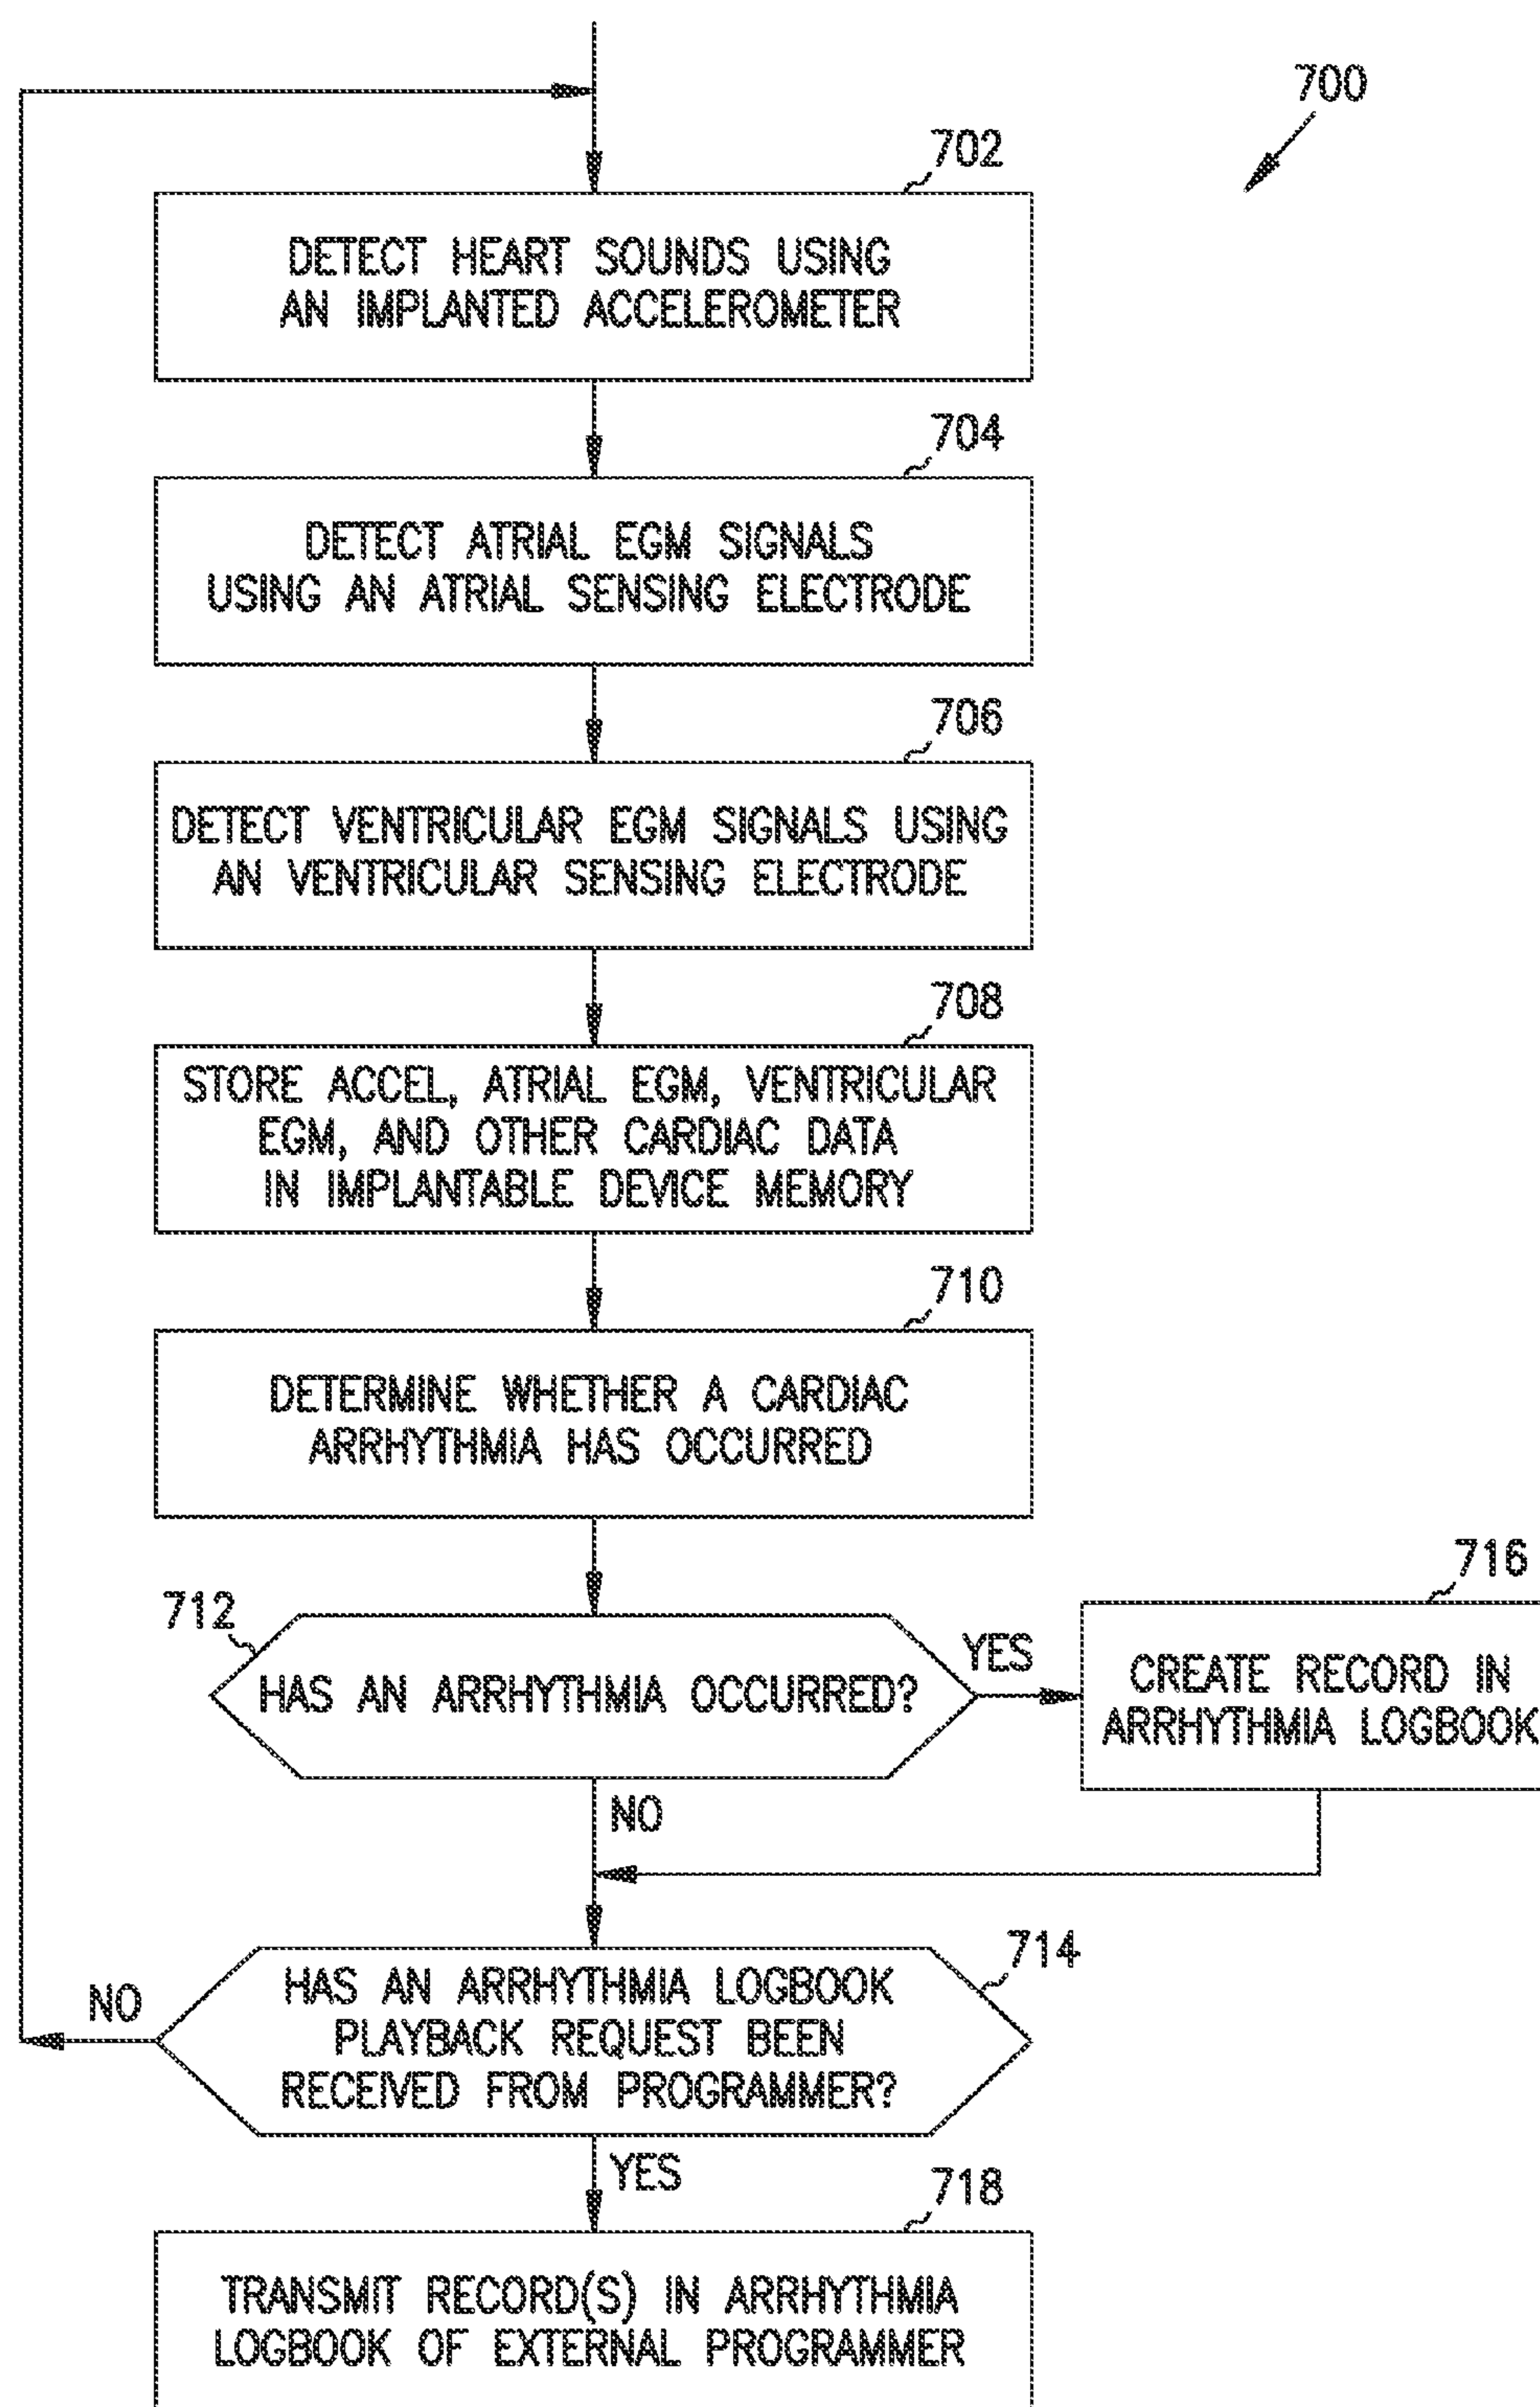 700
702
DETECT HEART SOUNDS USING
AN IMPLANTED ACCELEROMETER
704
DETECT ATRIAL EGM SIGNALS
USING AN ATRIAL SENSING ELECTRODE
706
DETECT VENTRICULAR EGM SIGNALS USING
AN VENTRICULAR SENSING ELECTRODE
708
STORE ACCEL, ATRIAL EGM, VENTRICULAR
EGM, AND OTHER CARDIAC DATA
IN IMPLANTABLE DEVICE MEMORY
710
DETERMINE WHETHER A CARDIAC
ARRHYTHMIA HAS OCCURRED
712
HAS AN ARRHYTHMIA OCCURRED?
YES
716
CREATE RECORD IN
ARRHYTHMIA LOGBOOK
NO
714
HAS AN ARRHYTHMIA LOGBOOK
PLAYBACK REQUEST BEEN
RECEIVED FROM PROGRAMMER?
NO
YES
718
TRANSMIT RECORD(S) IN ARRHYTHMIA
LOGBOOK OF EXTERNAL PROGRAMMER